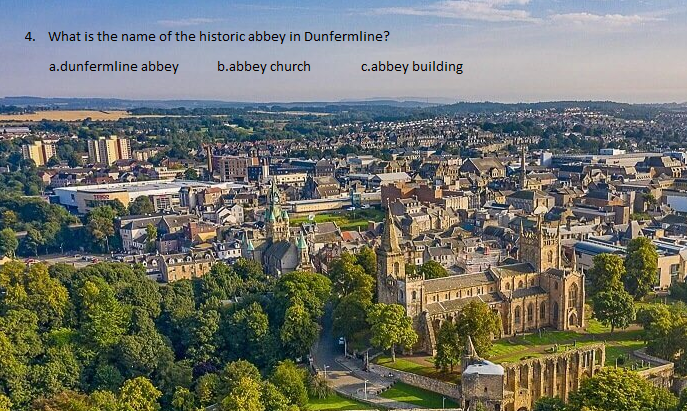 4. What is the name of the historic abbey in Dunfermline?
a.dunfermline abbey b.abbey church c.abbey building